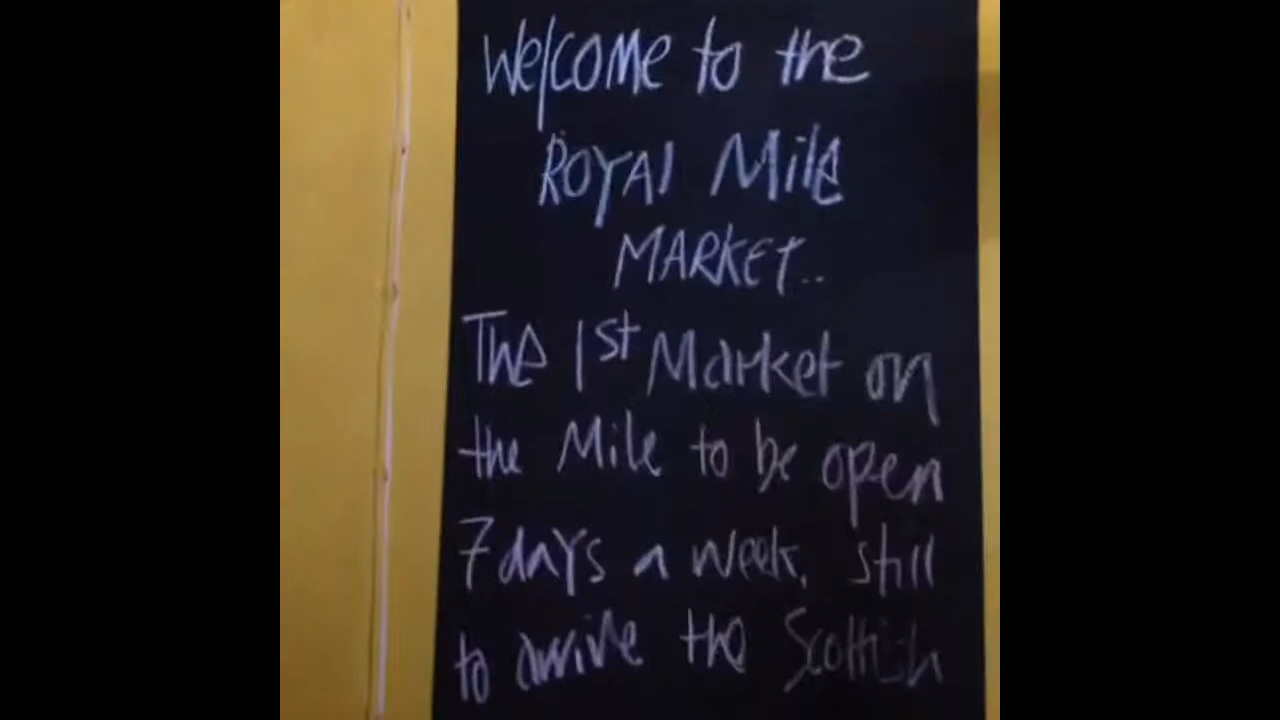 Welcome to the
ROYAl Mile
MARKET..
The 1st Market on
the Mile to be open
7 days a week, still
to arrive the Scottish